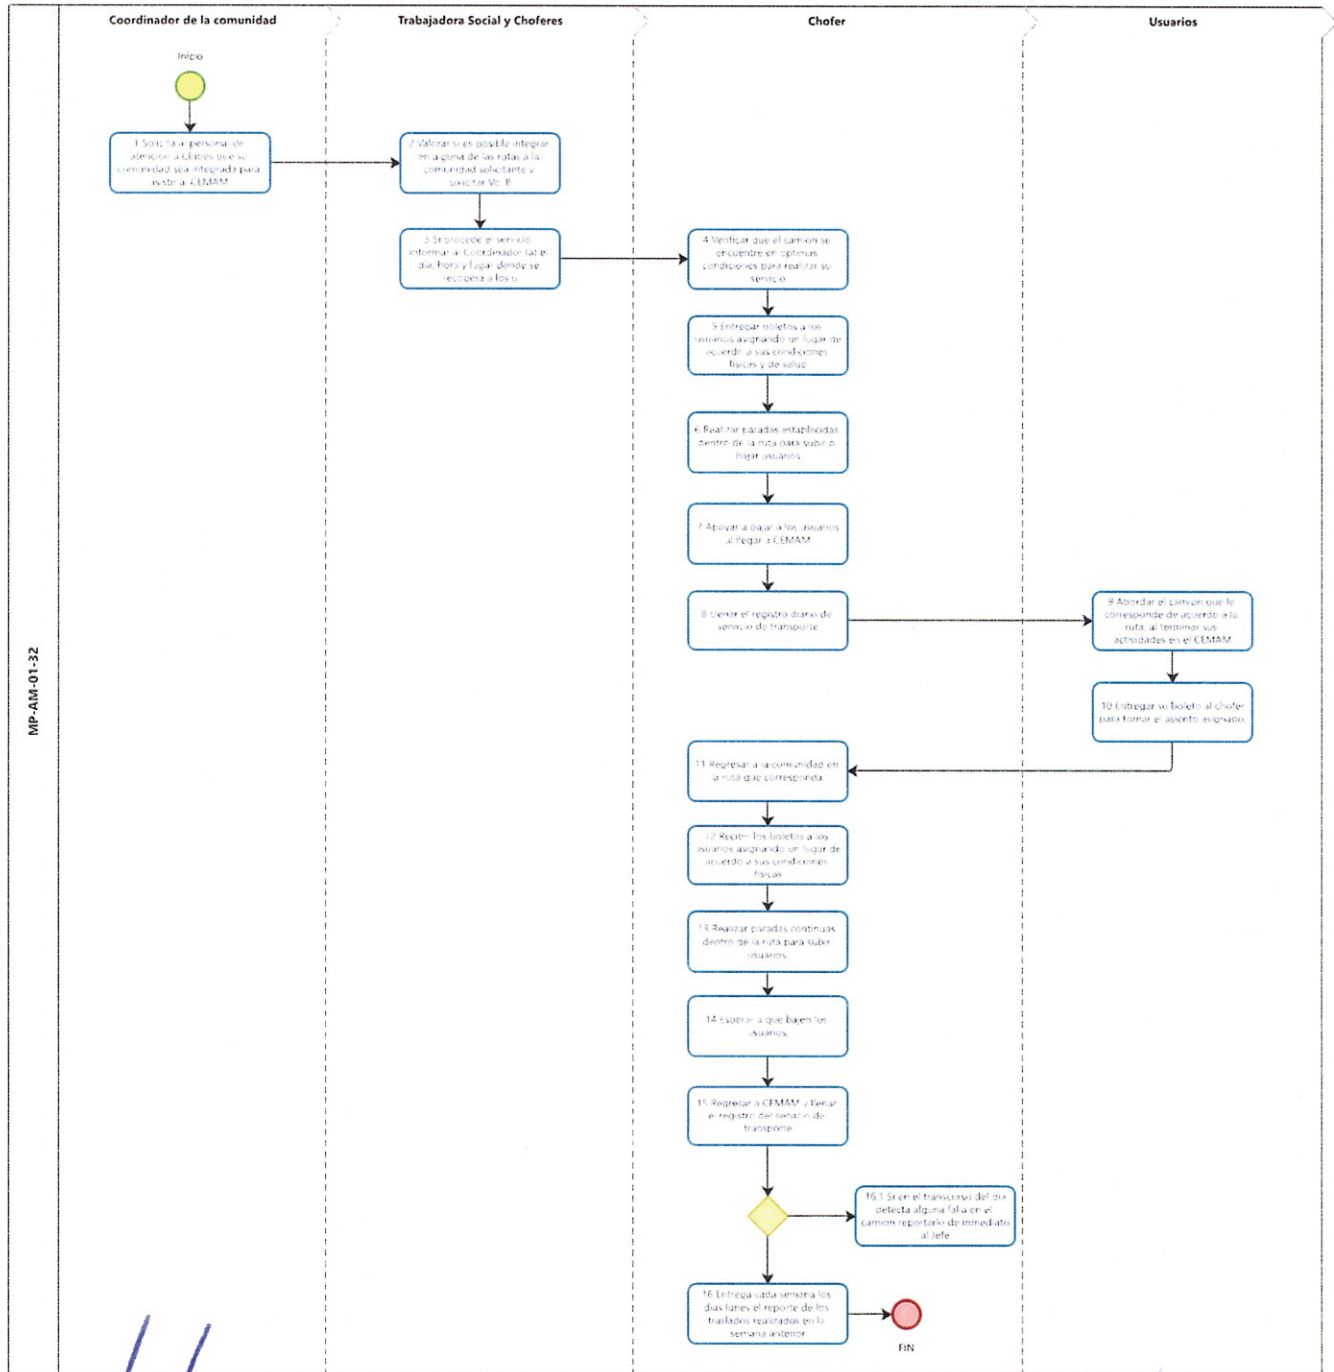 Coordinador de la comunidad
Trabajadora Social y Choferes
Chofer
Usuarios
MP-AM-01-32
Inicio
1 Solicita al personal de
atención a Clubes que su
comunidad sea integrada para
asistir al CEMAM
2 Valorar si es posible integrar
en alguna de las rutas a la
comunidad solicitante y
solicitar Vo. B
3 Si procede el servicio,
informar al Coordinador (a) el
día, hora y lugar donde se
recogerá a los u
4 Verificar que el camión se
encuentre en optimas
condiciones para realizar su
servicio
5 Entregar boletos a los
usuarios asignando un lugar de
acuerdo a sus condiciones
físicas y de salud
6 Realizar paradas establecidas
dentro de la ruta para subir o
bajar usuarios
7 Apoyar a bajar a los usuarios
al llegar a CEMAM
8 Llenar el registro diario de
servicio de transporte
9 Abordar el camión que le
corresponde de acuerdo a la
ruta, al terminar sus
actividades en el CEMAM
10 Entregar su boleto al chofer
para tomar el asiento asignado
11 Regresar a la comunidad en
la ruta que corresponda
12 Recibir los boletos a los
usuarios asignando un lugar de
acuerdo a sus condiciones
físicas
13 Realizar paradas continuas
dentro de la ruta para subir
usuarios
14 Esperar a que bajen los
usuarios.
15 Regresar a CEMAM y llenar
el registro del servicio de
transporte
16.1 Si en el transcurso del día
detecta alguna falla en el
camión reportarlo de inmediato
al Jefe
16 Entrega cada semana los
días lunes el reporte de los
traslados realizados en la
semana anterior
FIN